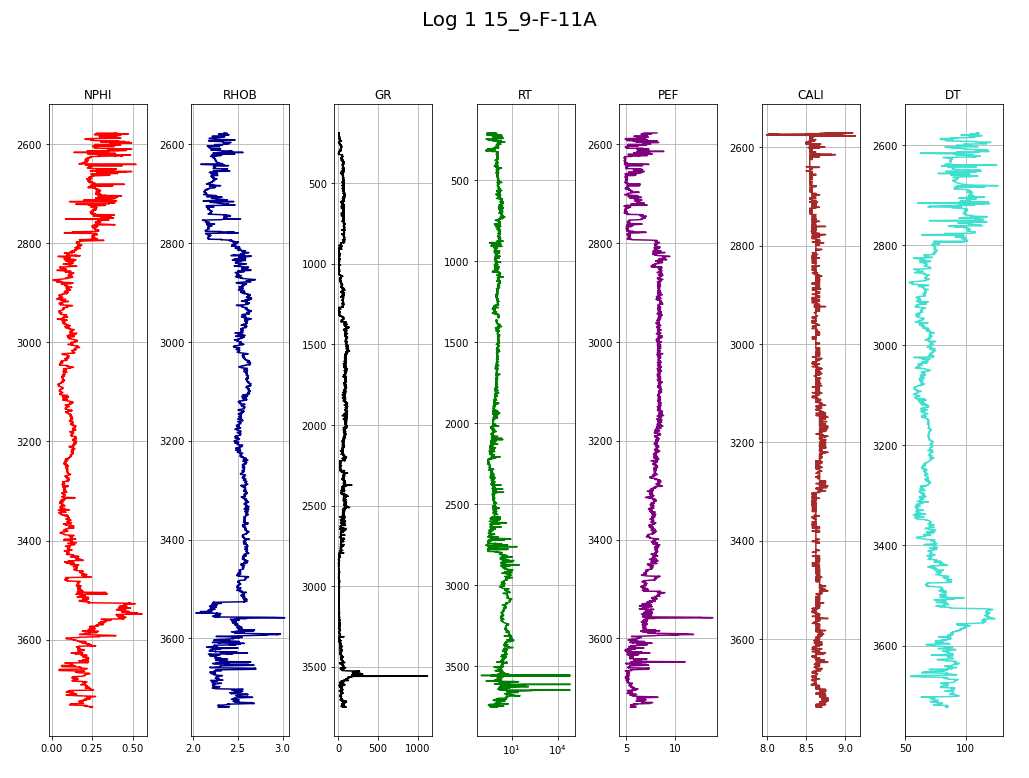 Log 1 15_9-F-11A
NPHI RHOB GR RT PEF CALI DT
2600 2600 500 500 2600 2600 2600
2800 2800 1000 1000 2800 2800 2800
3000 3000 1500 1500 3000 3000 3000
3200 3200 2000 2000 3200 3200 3200
3400 3400 2500 2500 3400 3400 3400
3600 3600 3000 3000 3600 3600 3600
3500 3500
0.00 0.25 0.50 2.0 2.5 3.0 0 500 1000 10¹ 10⁴ 5 10 8.0 8.5 9.0 50 100